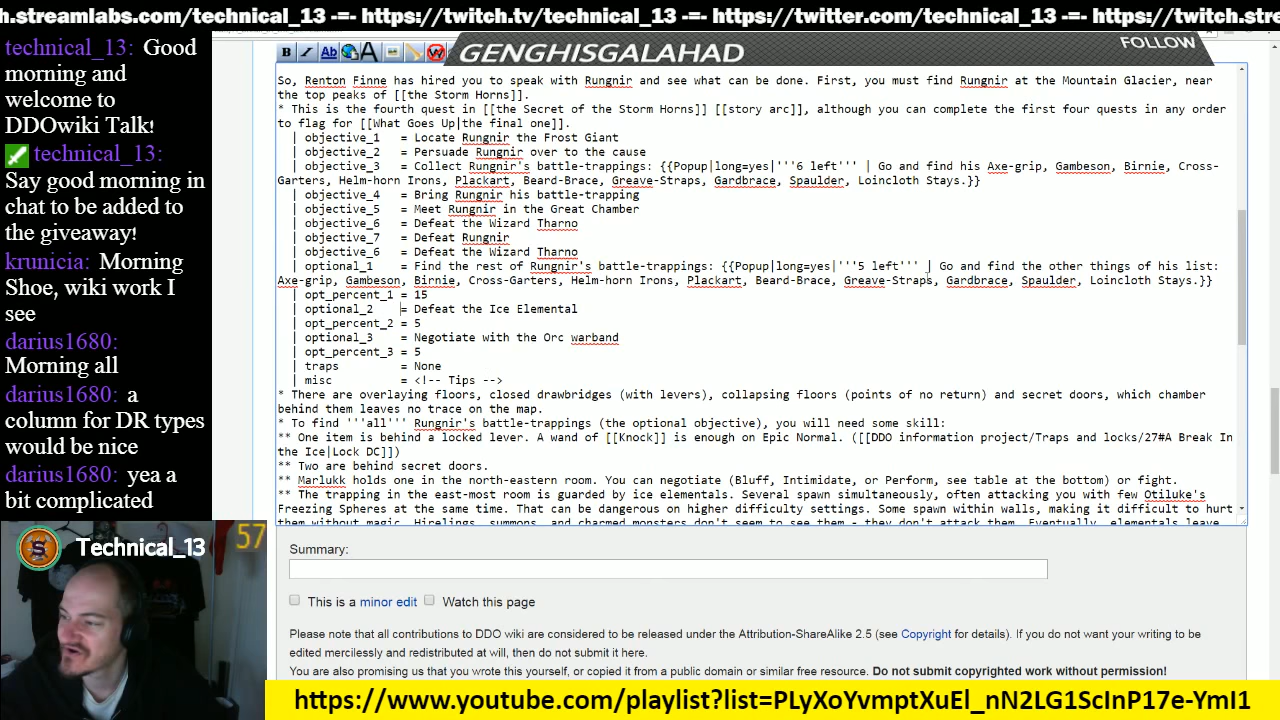 h.streamlabs.com/technical_13 -=- https://twitch.tv/technical_13 -=- https://twitter.com/technical_13 -=- https://twitch.stre
technical_13: Good
morning and
welcome to
DDOwiki Talk!
technical_13:
Say good morning in
chat to be added to
the giveaway!
krunicia: Morning
Shoe, wiki work I
see
darius1680:
Morning all
darius1680: a
column for DR types
would be nice
darius1680: yea a
bit complicated
57
Technical_13
B I Ab A W
GENGHISGALAHAD
FOLLOW
So, Renton Finne has hired you to speak with Rungnir and see what can be done. First, you must find Rungnir at the Mountain Glacier, near
the top peaks of [[the Storm Horns]].
* This is the fourth quest in [[the Secret of the Storm Horns]] [[story arc]], although you can complete the first four quests in any order
to flag for [[What Goes Up|the final one]].
| objective_1 = Locate Rungnir the Frost Giant
| objective_2 = Persuade Rungnir over to the cause
| objective_3 = Collect Rungnir's battle-trappings: {{Popup|long=yes|'''6 left''' | Go and find his Axe-grip, Gambeson, Birnie, Cross-
Garters, Helm-horn Irons, Plackart, Beard-Brace, Greave-Straps, Gardbrace, Spaulder, Loincloth Stays.}}
| objective_4 = Bring Rungnir his battle-trapping
| objective_5 = Meet Rungnir in the Great Chamber
| objective_6 = Defeat the Wizard Tharno
| objective_7 = Defeat Rungnir
| objective_6 = Defeat the Wizard Tharno
| optional_1 = Find the rest of Rungnir's battle-trappings: {{Popup|long=yes|'''5 left''' | Go and find the other things of his list:
Axe-grip, Gambeson, Birnie, Cross-Garters, Helm-horn Irons, Plackart, Beard-Brace, Greave-Straps, Gardbrace, Spaulder, Loincloth Stays.}}
| opt_percent_1 = 15
| optional_2 = Defeat the Ice Elemental
| opt_percent_2 = 5
| optional_3 = Negotiate with the Orc warband
| opt_percent_3 = 5
| traps = None
| misc = <!-- Tips -->
* There are overlaying floors, closed drawbridges (with levers), collapsing floors (points of no return) and secret doors, which chamber
behind them leaves no trace on the map.
* To find '''all''' Rungnir's battle-trappings (the optional objective), you will need some skill:
** One item is behind a locked lever. A wand of [[Knock]] is enough on Epic Normal. ([[DDO information project/Traps and locks/27#A Break In
the Ice|Lock DC]])
** Two are behind secret doors.
** Marlukk holds one in the north-eastern room. You can negotiate (Bluff, Intimidate, or Perform, see table at the bottom) or fight.
** The trapping in the east-most room is guarded by ice elementals. Several spawn simultaneously, often attacking you with few Otiluke's
Freezing Spheres at the same time. That can be dangerous on higher difficulty settings. Some spawn within walls, making it difficult to hurt
them without magic. Hirelings, summons, and charmed monsters don't seem to see them - they don't attack them. Eventually, elementals leave
Summary:
This is a minor edit Watch this page
Please note that all contributions to DDO wiki are considered to be released under the Attribution-ShareAlike 2.5 (see Copyright for details). If you do not want your writing to be
edited mercilessly and redistributed at will, then do not submit it here.
You are also promising us that you wrote this yourself, or copied it from a public domain or similar free resource. Do not submit copyrighted work without permission!
https://www.youtube.com/playlist?list=PLyXoYvmptXuEl_nN2LG1ScInP17e-YmI1